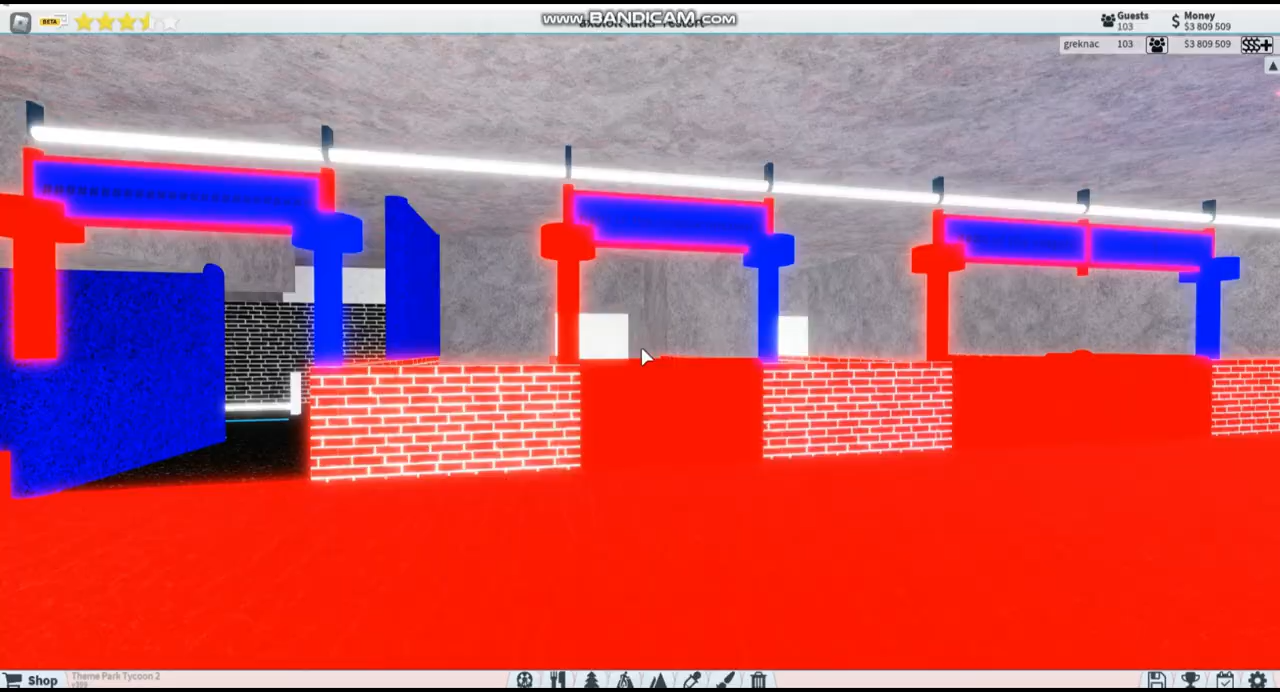 www.BANDICAM.com
BETA
Guests
103
Money
$3 809 509
greknac 103 $3 809 509
Shop
Theme Park Tycoon 2